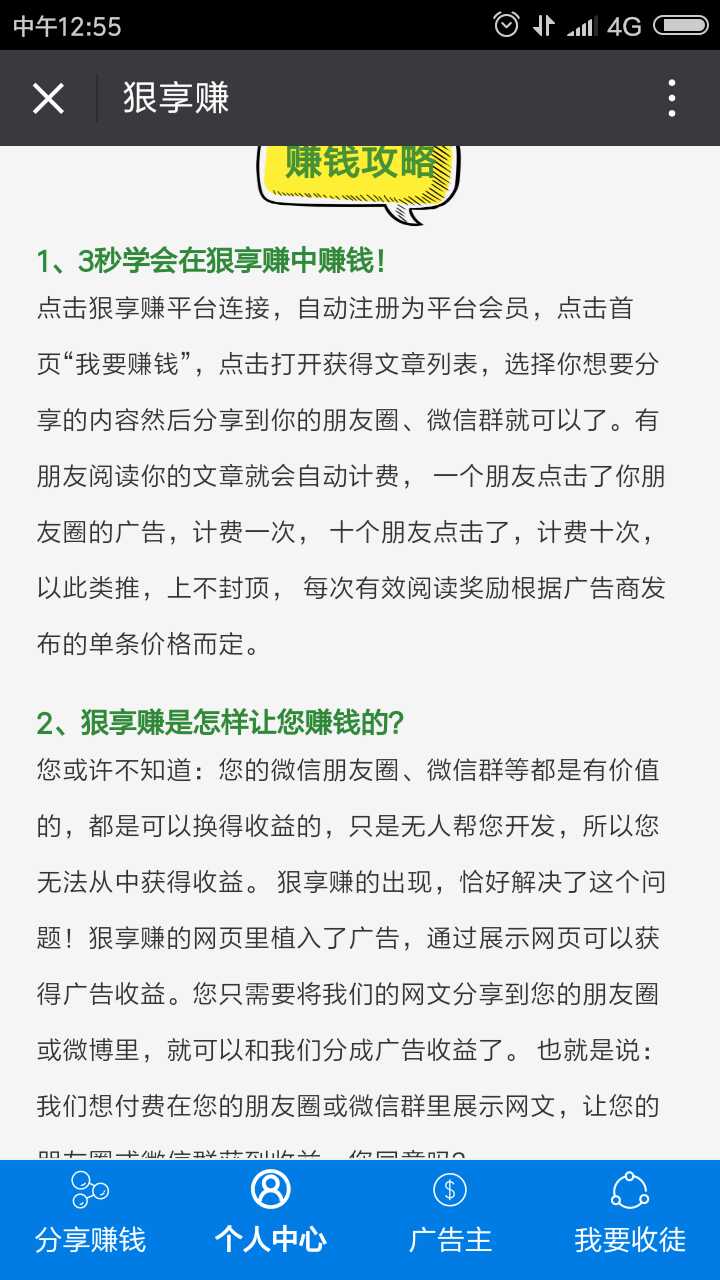 中午12:55
4G
狠享赚
赚钱攻略
1、3秒学会在狠享赚中赚钱！
点击狠享赚平台连接，自动注册为平台会员，点击首
页“我要赚钱”，点击打开获得文章列表，选择你想要分
享的内容然后分享到你的朋友圈、微信群就可以了。有
朋友阅读你的文章就会自动计费， 一个朋友点击了你朋
友圈的广告，计费一次， 十个朋友点击了，计费十次，
以此类推，上不封顶， 每次有效阅读奖励根据广告商发
布的单条价格而定。
2、狠享赚是怎样让您赚钱的？
您或许不知道：您的微信朋友圈、微信群等都是有价值
的，都是可以换得收益的，只是无人帮您开发，所以您
无法从中获得收益。 狠享赚的出现，恰好解决了这个问
题！狠享赚的网页里植入了广告，通过展示网页可以获
得广告收益。您只需要将我们的网文分享到您的朋友圈
或微博里，就可以和我们分成广告收益了。 也就是说：
我们想付费在您的朋友圈或微信群里展示网文，让您的
朋友圈或微信群获到收益，您同意吗？
分享赚钱
个人中心
广告主
我要收徒